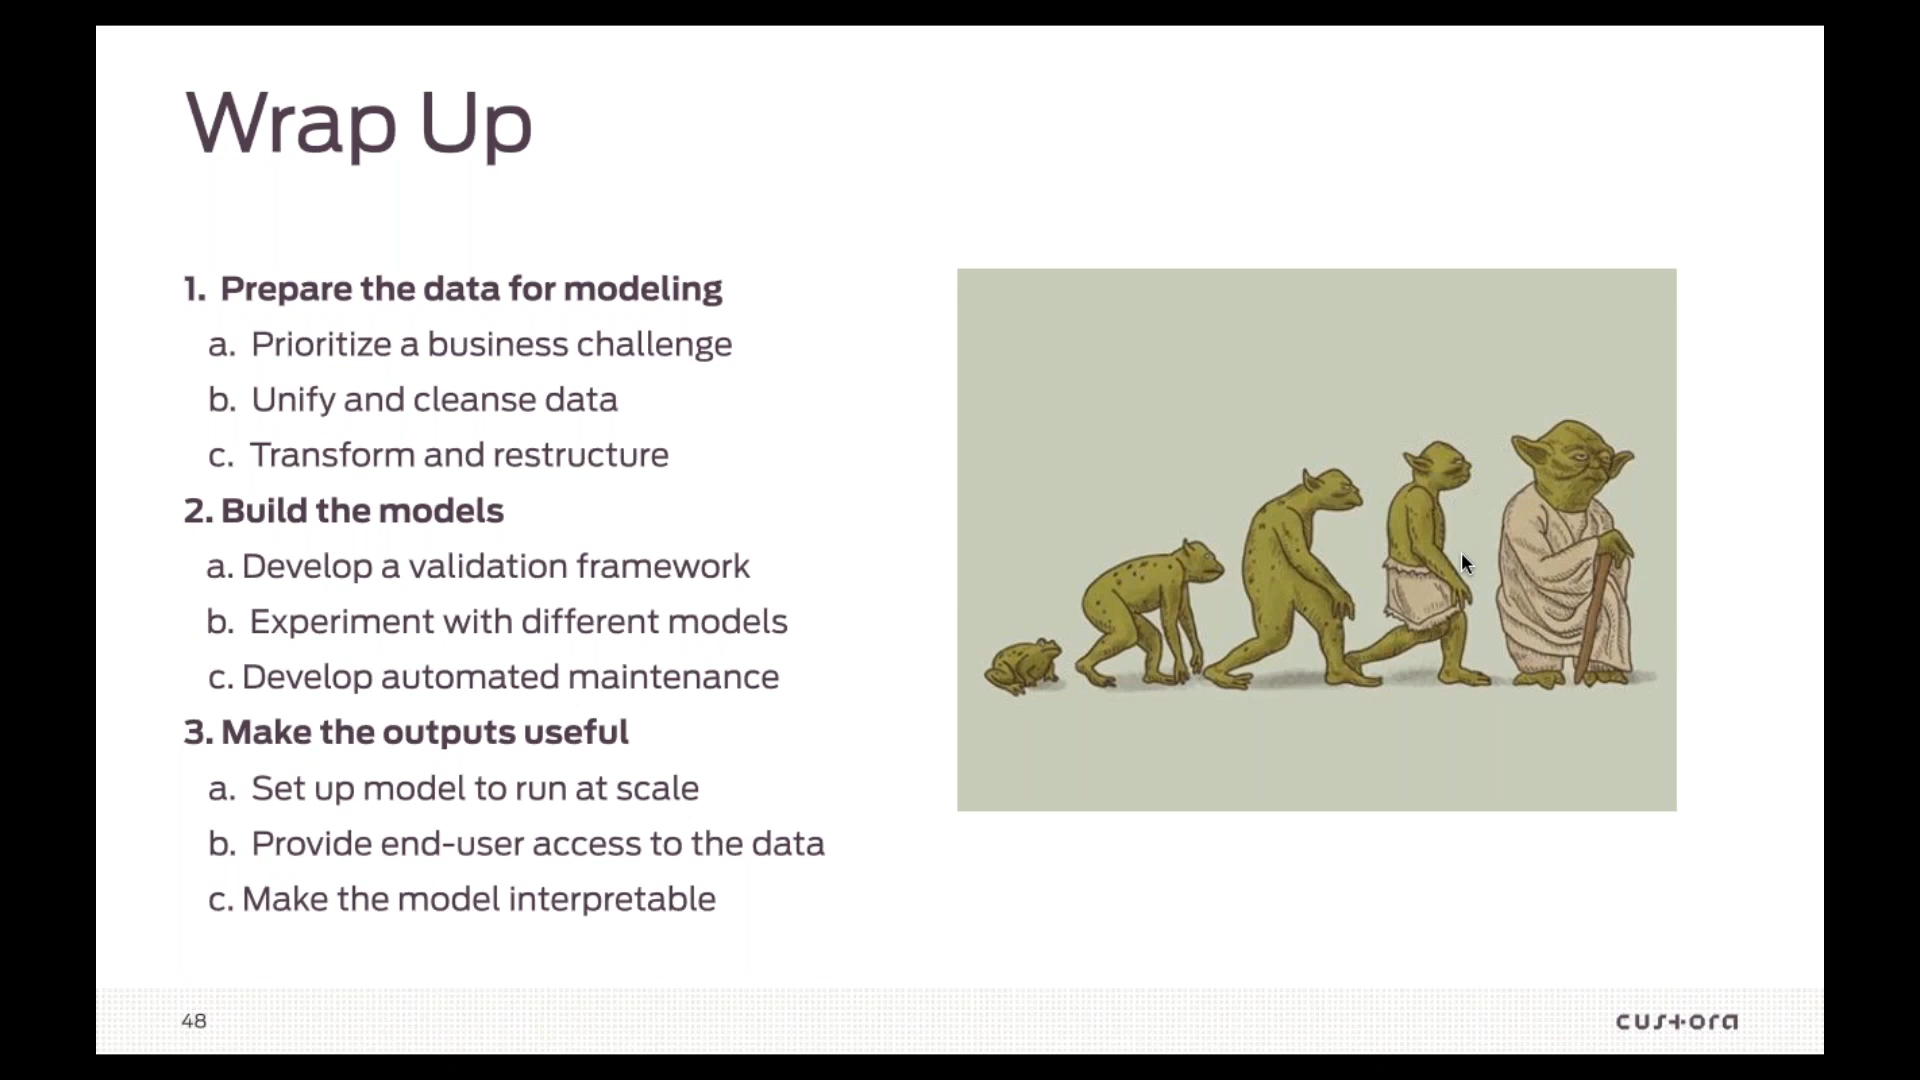 Wrap Up
1. Prepare the data for modeling
a. Prioritize a business challenge
b. Unify and cleanse data
c. Transform and restructure
2. Build the models
a. Develop a validation framework
b. Experiment with different models
c. Develop automated maintenance
3. Make the outputs useful
a. Set up model to run at scale
b. Provide end-user access to the data
c. Make the model interpretable
48
custora